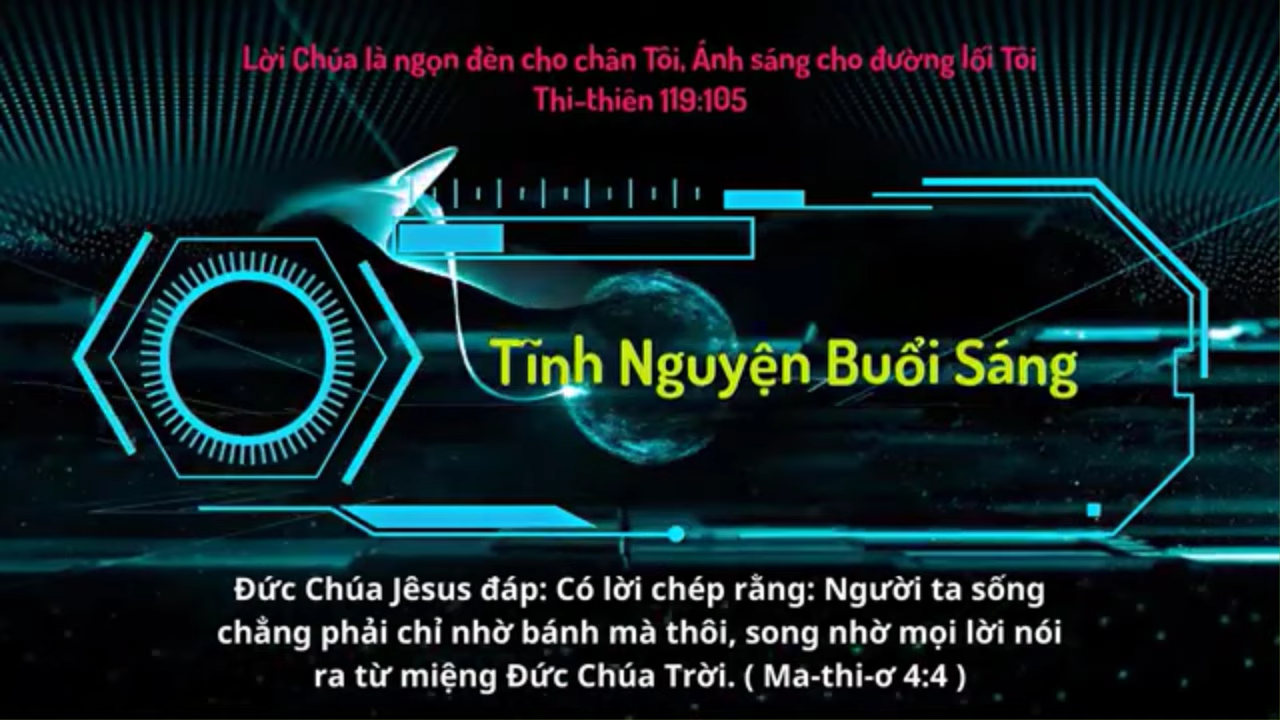 Lời Chúa là ngọn đèn cho chân Tôi, Ánh sáng cho đường lối Tôi
Thi-thiên 119:105
Tĩnh Nguyện Buổi Sáng
Đức Chúa Jêsus đáp: Có lời chép rằng: Người ta sống
chẳng phải chỉ nhờ bánh mà thôi, song nhờ mọi lời nói
ra từ miệng Đức Chúa Trời. ( Ma-thi-ơ 4:4 )